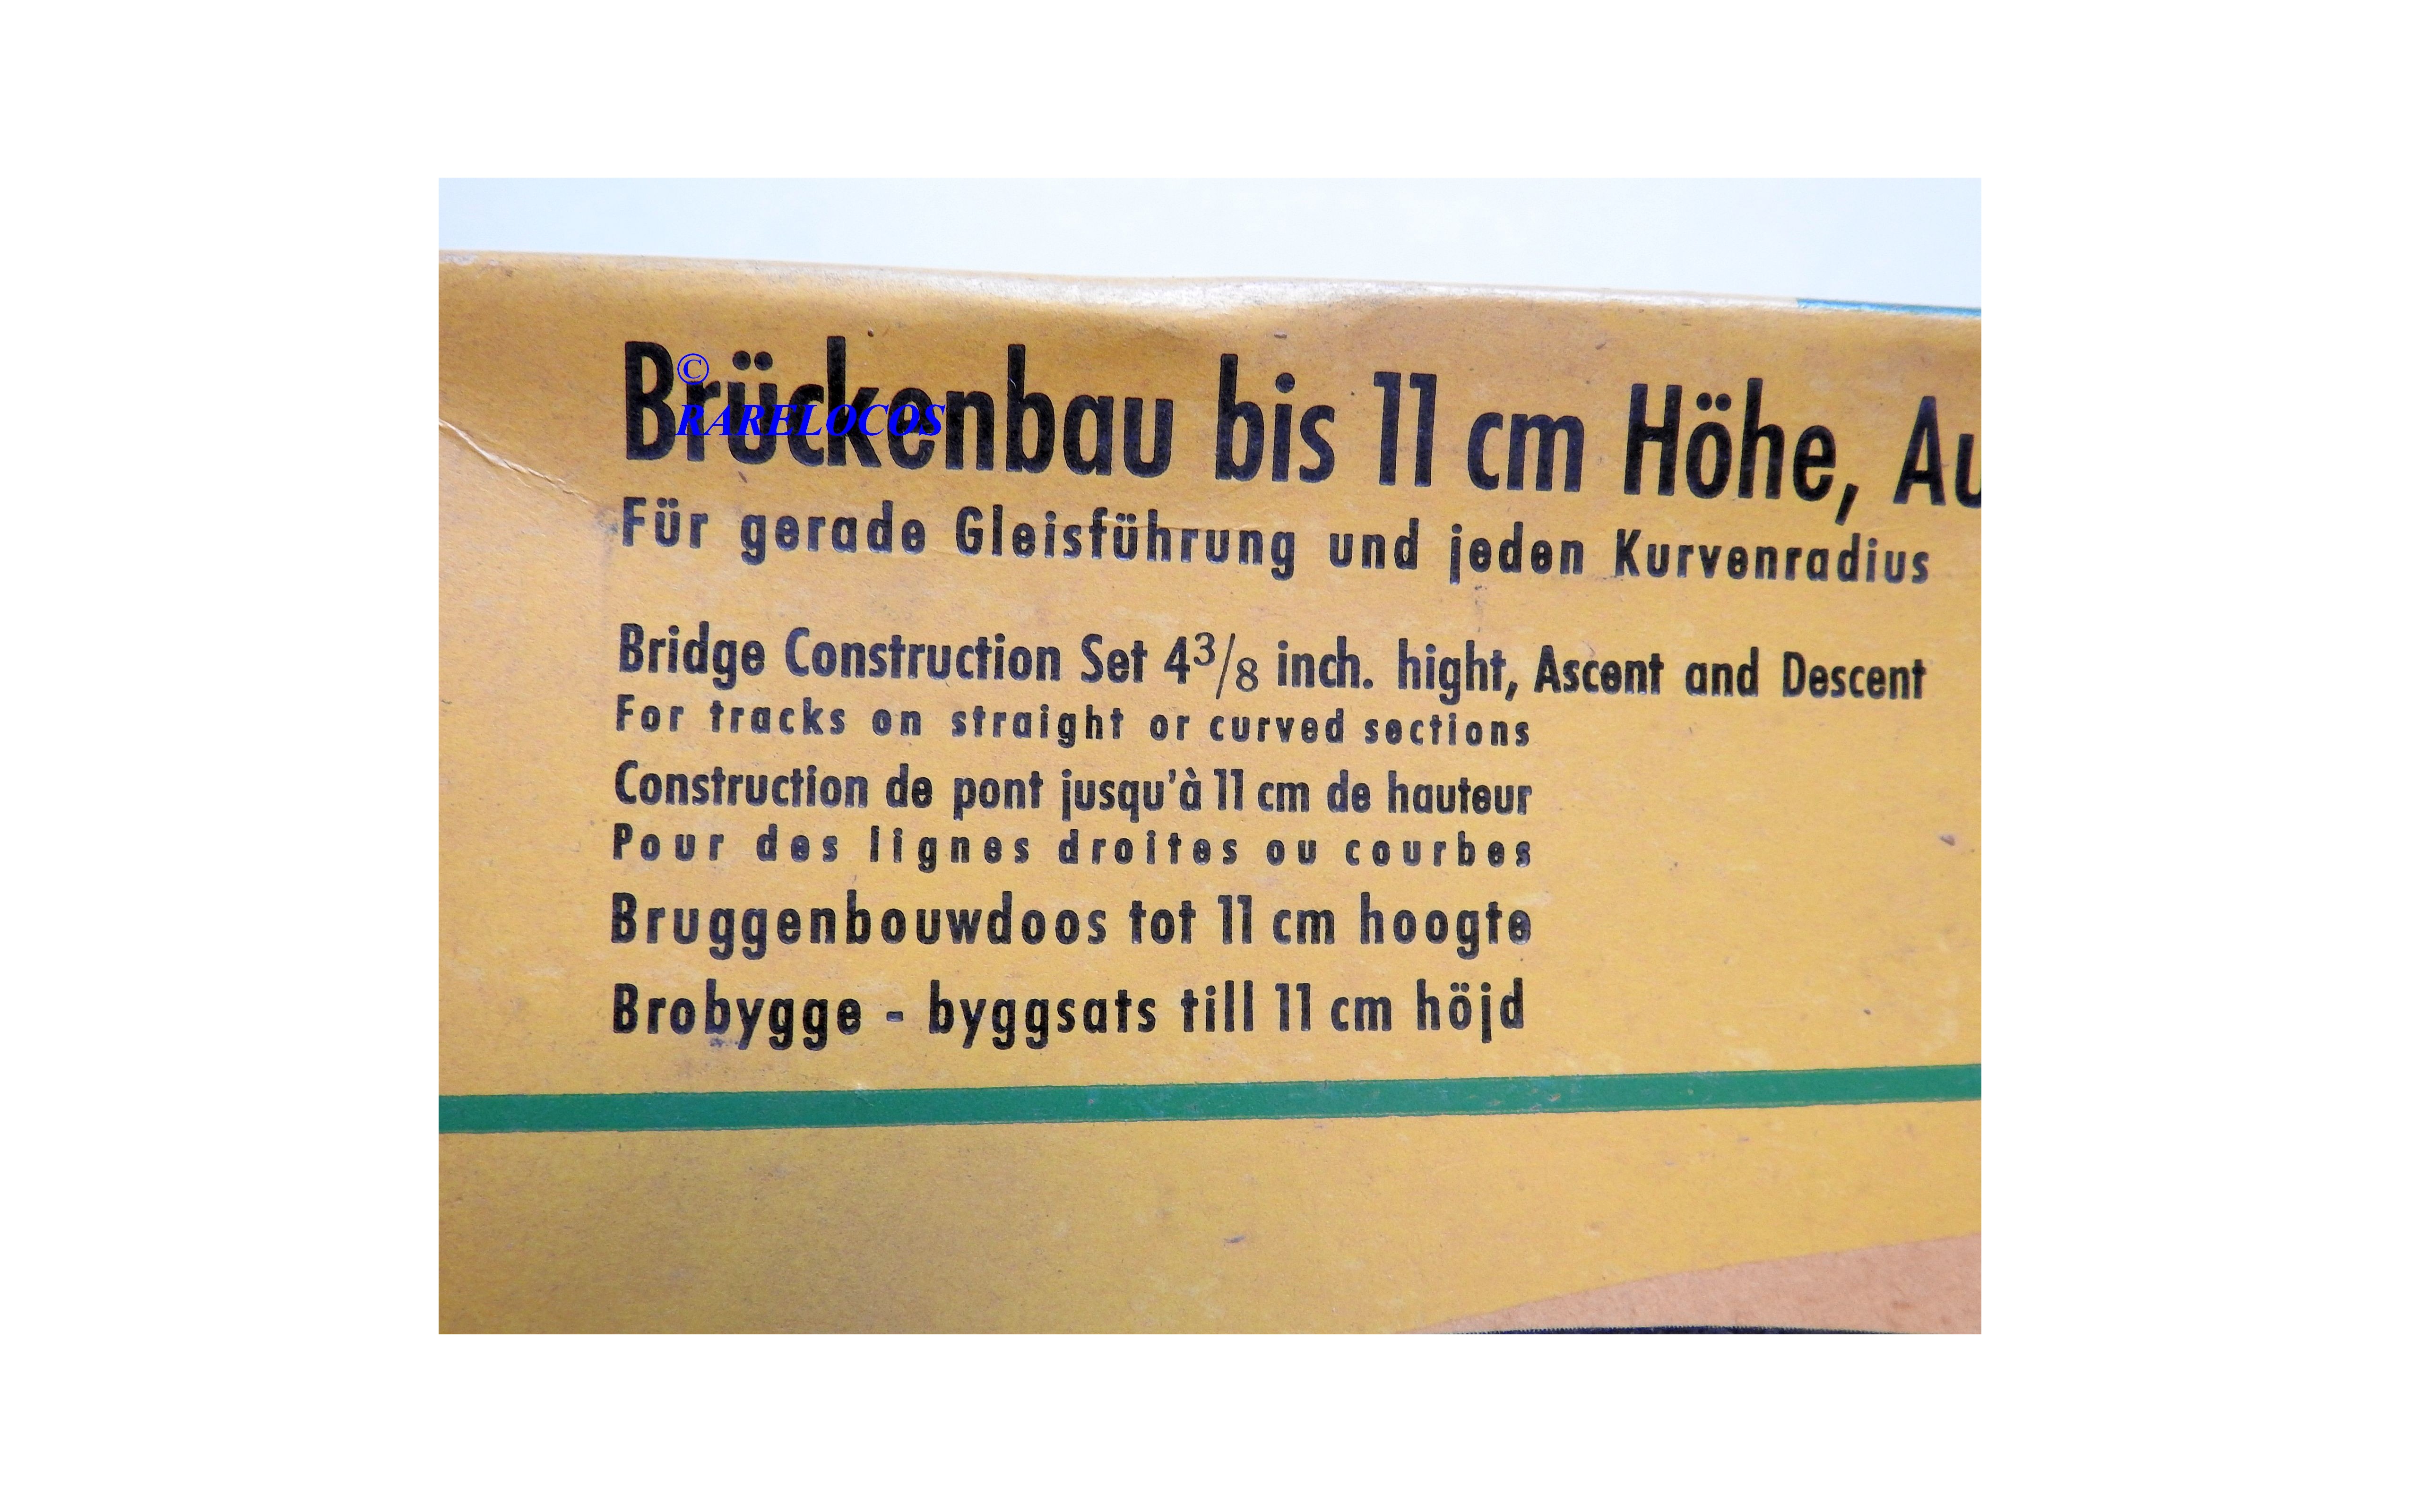 Brückenbau bis 11 cm Höhe, Au
© 
RARELOCOS
Für gerade Gleisführung und jeden Kurvenradius
Bridge Construction Set 4 3/8 inch. hight, Ascent and Descent
For tracks on straight or curved sections
Construction de pont jusqu'à 11 cm de hauteur
Pour des lignes droites ou courbes
Bruggenbouwdoos tot 11 cm hoogte
Brobygge - byggsats till 11 cm höjd